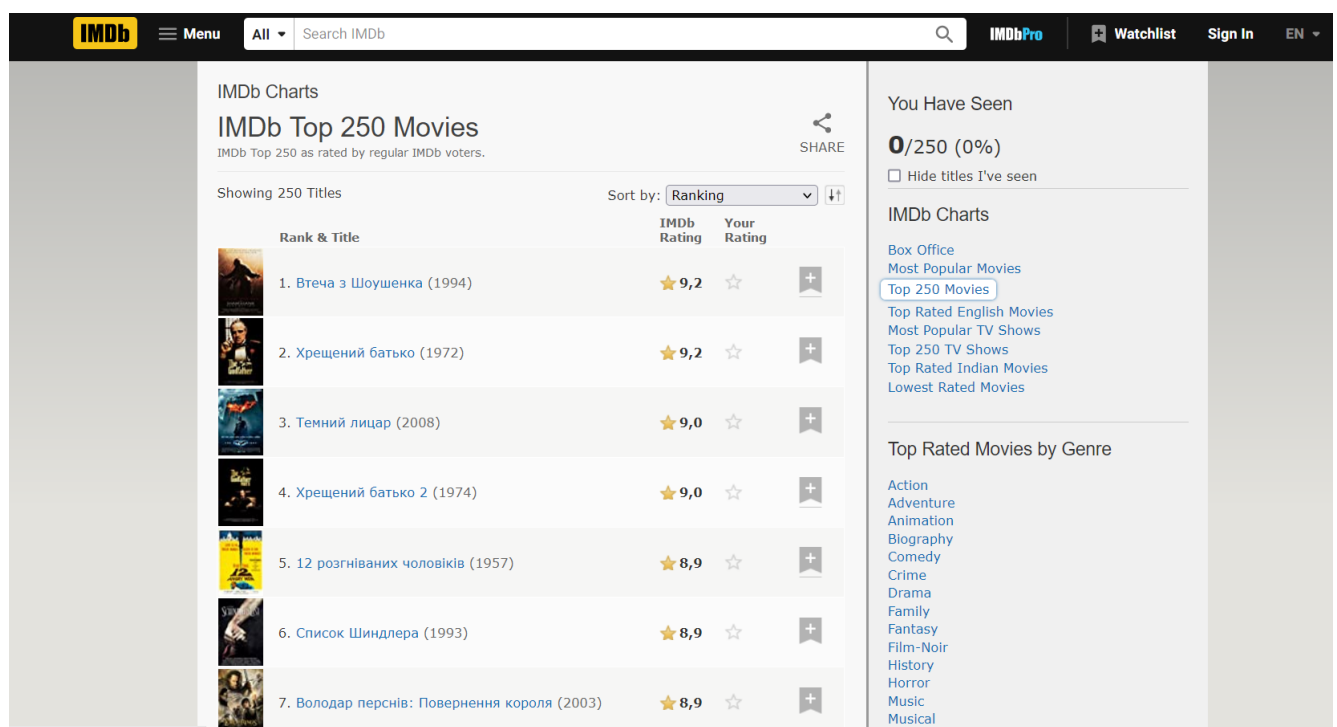 IMDb Menu All Search IMDb IMDbPro Watchlist Sign In EN
IMDb Charts
IMDb Top 250 Movies
IMDb Top 250 as rated by regular IMDb voters.
SHARE
Showing 250 Titles
Sort by: Ranking
Rank & Title
IMDb Rating
Your Rating
1. Втеча з Шоушенка (1994) 9,2
2. Хрещений батько (1972) 9,2
3. Темний лицар (2008) 9,0
4. Хрещений батько 2 (1974) 9,0
5. 12 розгніваних чоловіків (1957) 8,9
6. Список Шиндлера (1993) 8,9
7. Володар перснів: Повернення короля (2003) 8,9
You Have Seen
0/250 (0%)
Hide titles I've seen
IMDb Charts
Box Office
Most Popular Movies
Top 250 Movies
Top Rated English Movies
Most Popular TV Shows
Top 250 TV Shows
Top Rated Indian Movies
Lowest Rated Movies
Top Rated Movies by Genre
Action
Adventure
Animation
Biography
Comedy
Crime
Drama
Family
Fantasy
Film-Noir
History
Horror
Music
Musical